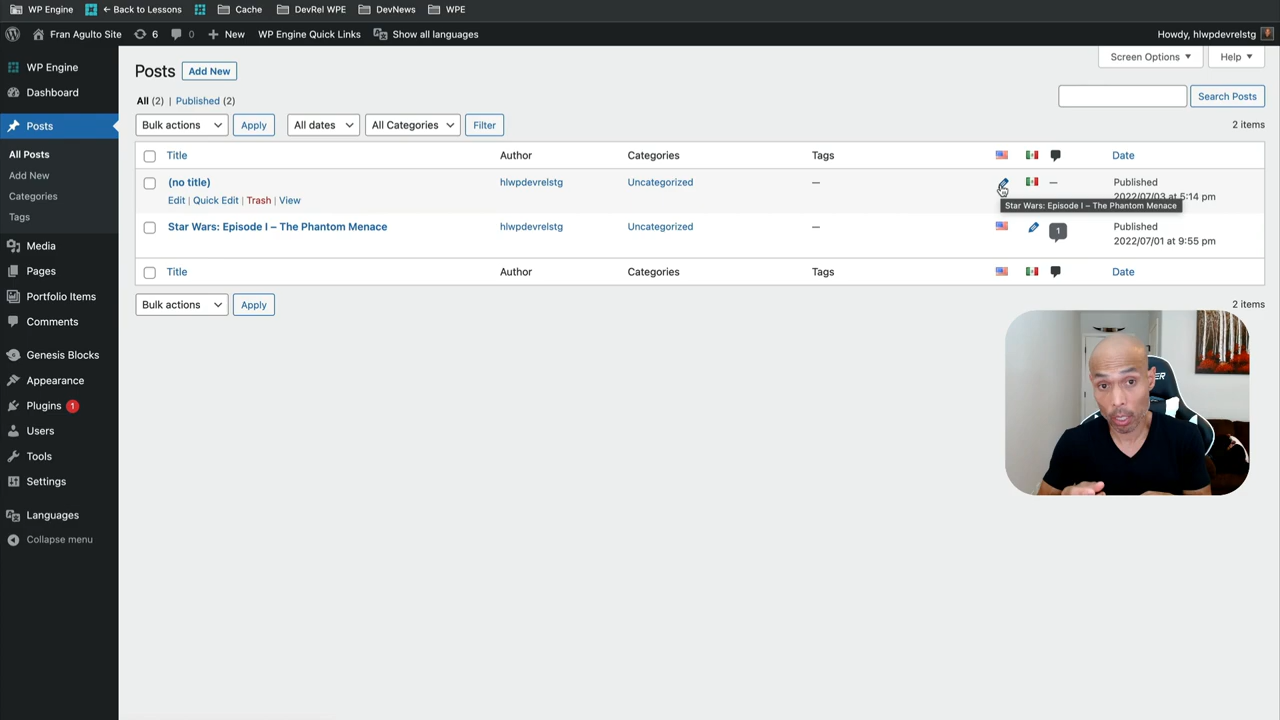 WP Engine ← Back to Lessons Cache DevRel WPE DevNews WPE
Fran Agulto Site 6 0 New WP Engine Quick Links Show all languages Howdy, hlwpdevrelstg
WP Engine
Dashboard
Posts
All Posts
Add New
Categories
Tags
Media
Pages
Portfolio Items
Comments
Genesis Blocks
Appearance
Plugins 1
Users
Tools
Settings
Languages
Collapse menu
Screen Options ▼ Help ▼
Posts Add New
All (2) | Published (2)
Search Posts
Bulk actions Apply All dates All Categories Filter 2 items
Title Author Categories Tags Date
(no title) hlwpdevrelstg Uncategorized — — Published
Edit | Quick Edit | Trash | View 2022/07/03 at 5:14 pm
Star Wars: Episode I – The Phantom Menace
Star Wars: Episode I – The Phantom Menace hlwpdevrelstg Uncategorized — 1 Published
2022/07/01 at 9:55 pm
Title Author Categories Tags Date
Bulk actions Apply 2 items